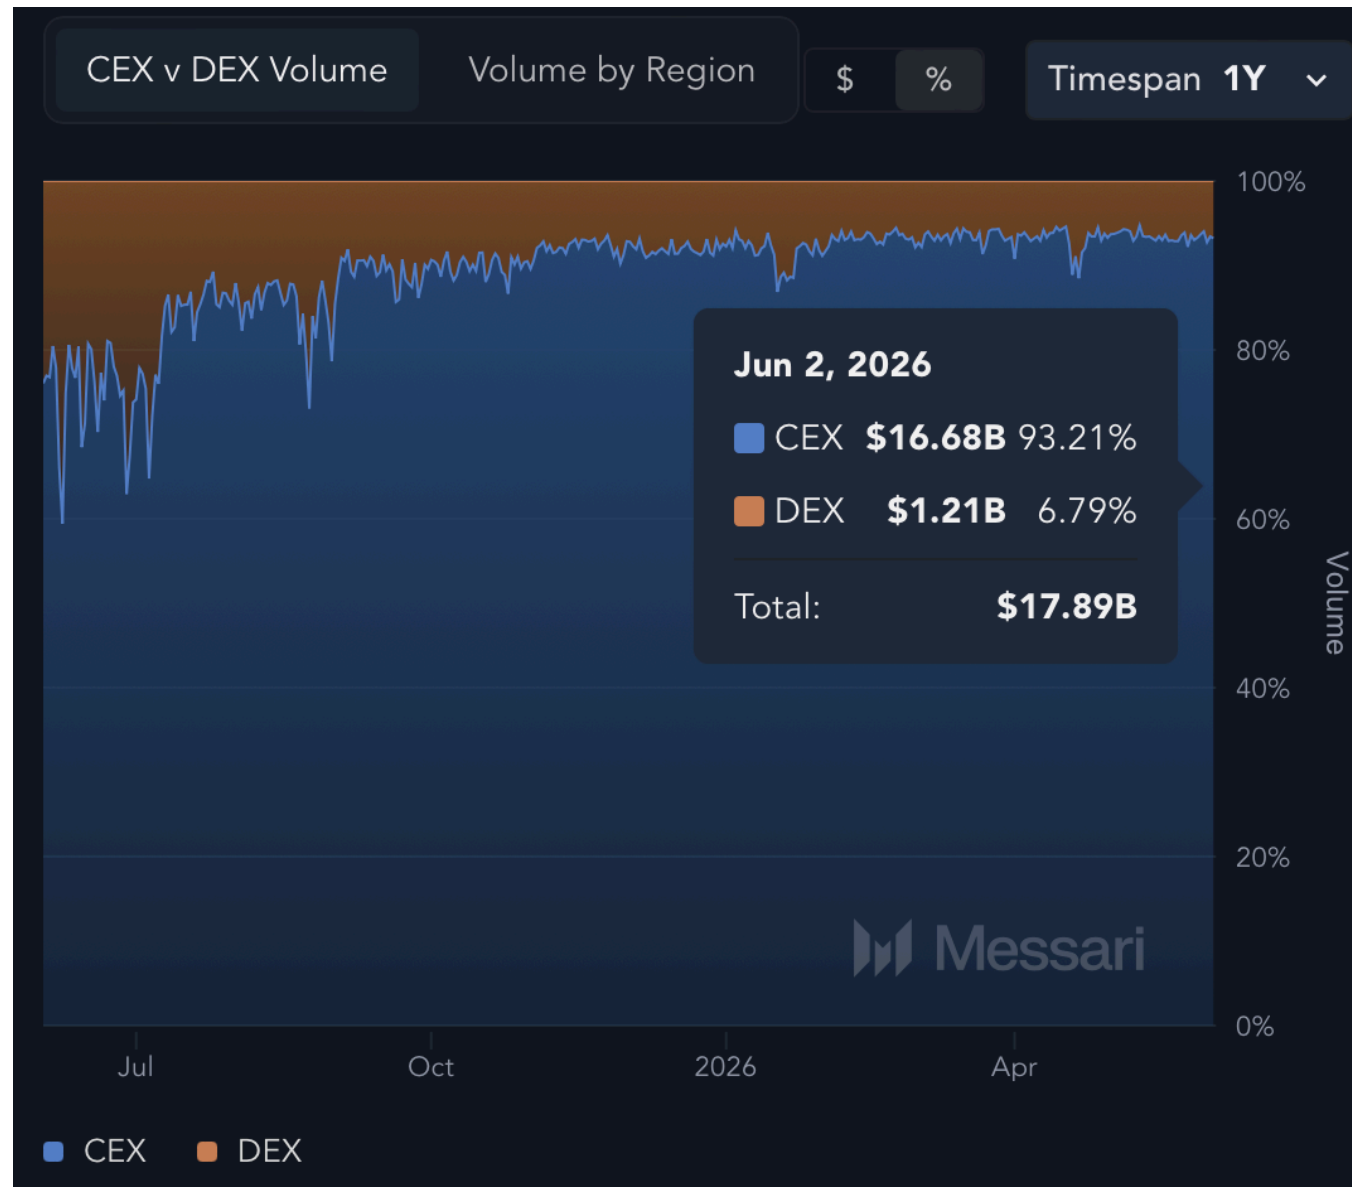 CEX v DEX Volume
Volume by Region
$
%
Timespan 1Y
100%
80%
60%
40%
20%
0%
Volume
Jun 2, 2026
CEX $16.68B 93.21%
DEX $1.21B 6.79%
Total: $17.89B
Messari
Jul
Oct
2026
Apr
CEX
DEX